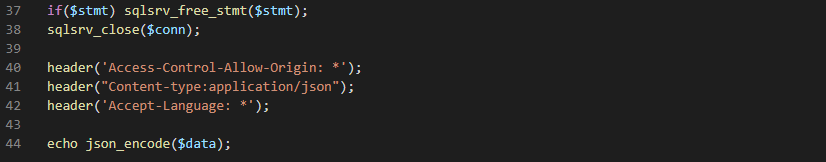 37 if($stmt) sqlsrv_free_stmt($stmt);
38 sqlsrv_close($conn);
39
40 header('Access-Control-Allow-Origin: *');
41 header("Content-type:application/json");
42 header('Accept-Language: *');
43
44 echo json_encode($data);